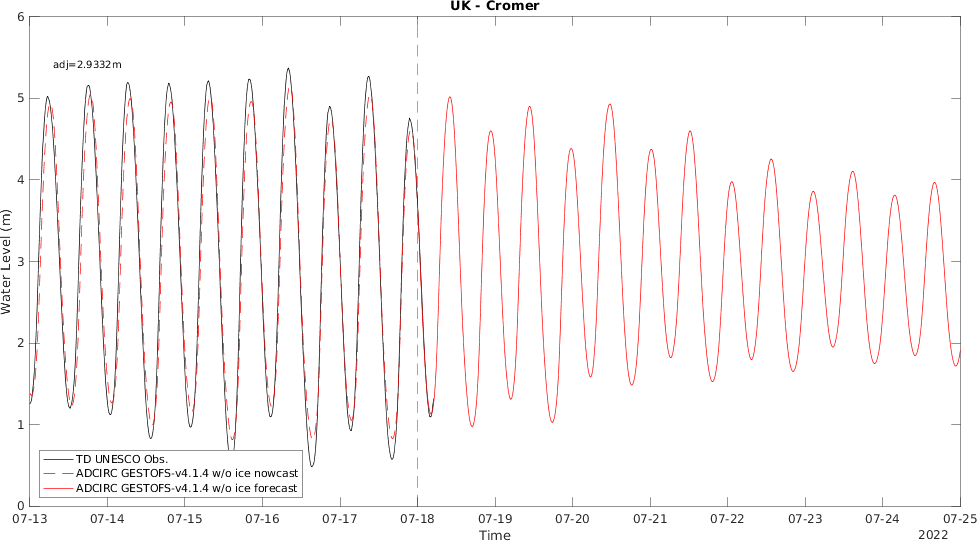 UK - Cromer
adj=2.9332m
6
5
4
3
2
1
0
Water Level (m)
TD UNESCO Obs.
ADCIRC GESTOFS-v4.1.4 w/o ice nowcast
ADCIRC GESTOFS-v4.1.4 w/o ice forecast
07-13 07-14 07-15 07-16 07-17 07-18 07-19 07-20 07-21 07-22 07-23 07-24 07-25
Time
2022